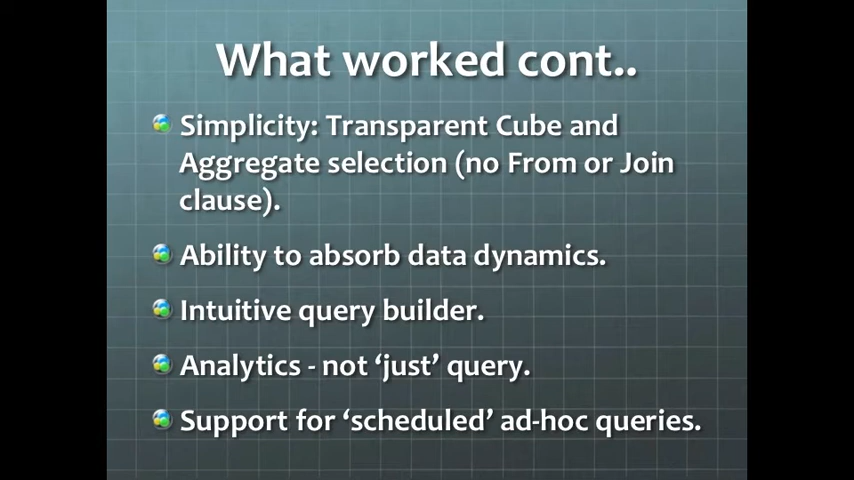 What worked cont..
Simplicity: Transparent Cube and
Aggregate selection (no From or Join
clause).
Ability to absorb data dynamics.
Intuitive query builder.
Analytics - not ‘just’ query.
Support for ‘scheduled’ ad-hoc queries.